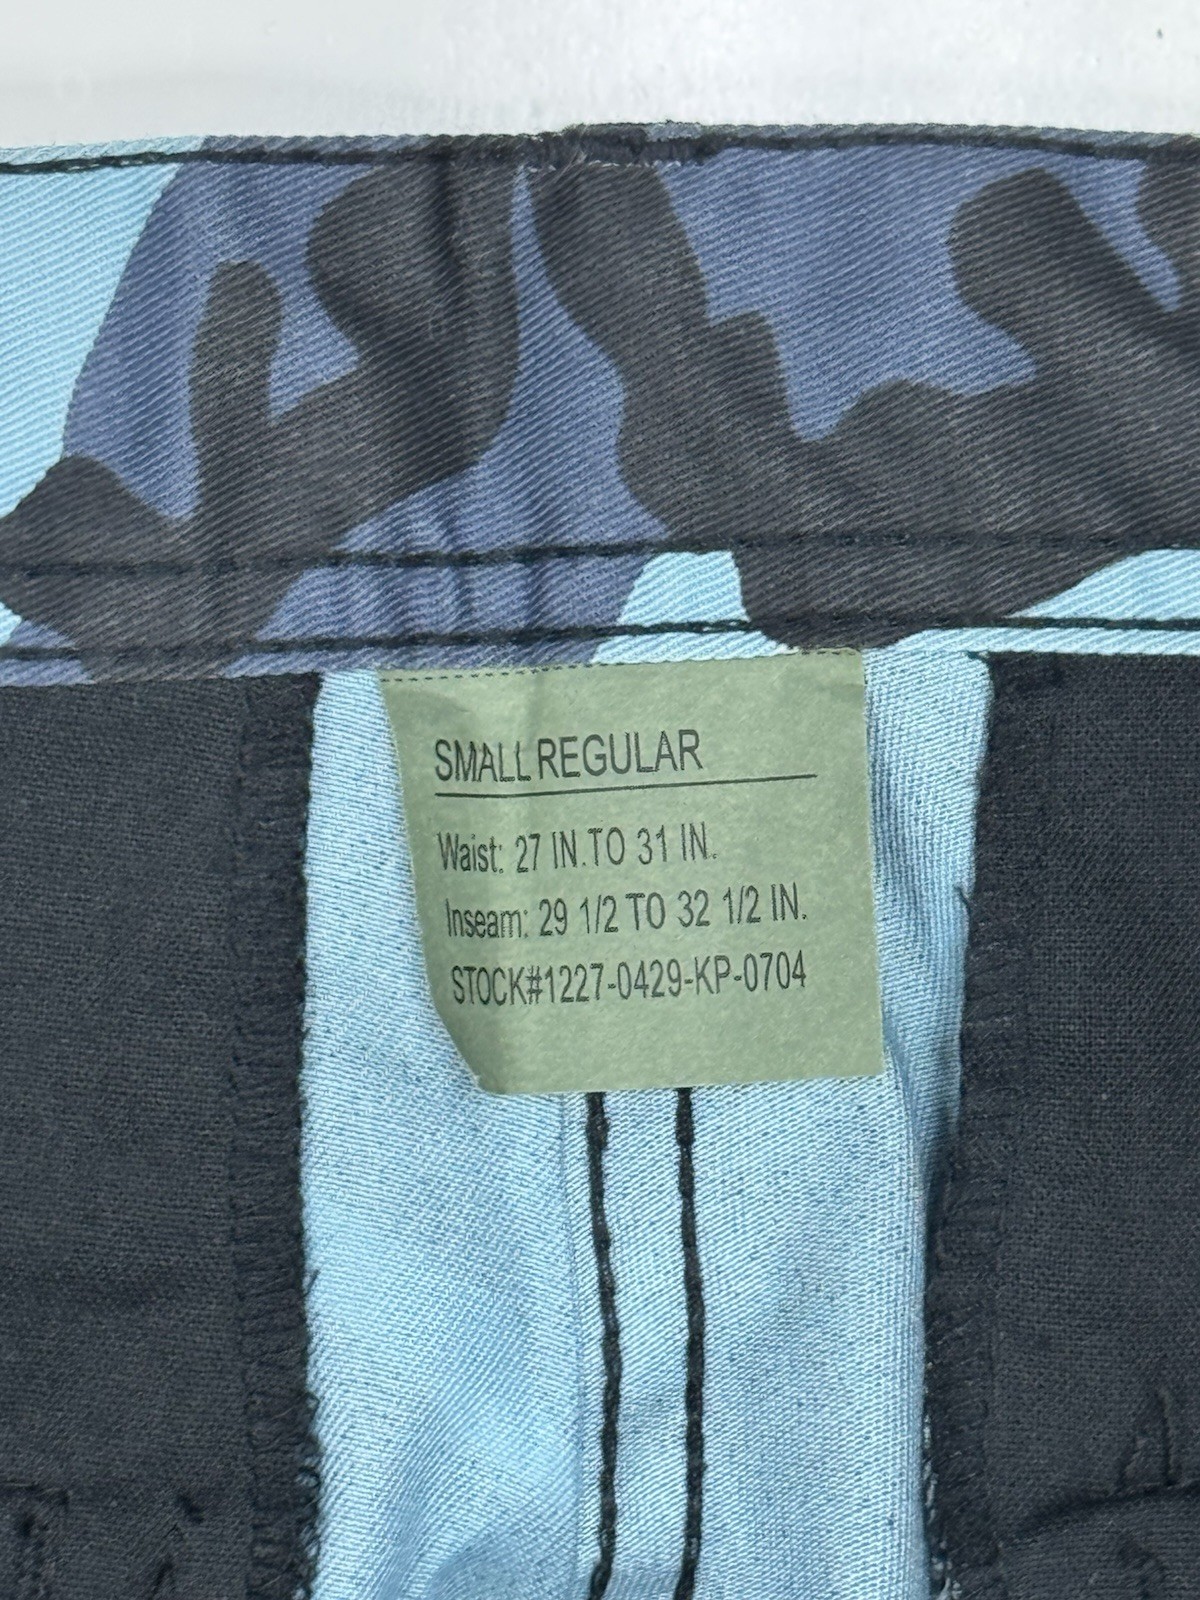 SMALL REGULAR
Waist: 27 IN.TO 31 IN.
Inseam: 29 1/2 TO 32 1/2 IN.
STOCK#1227-0429-KP-0704